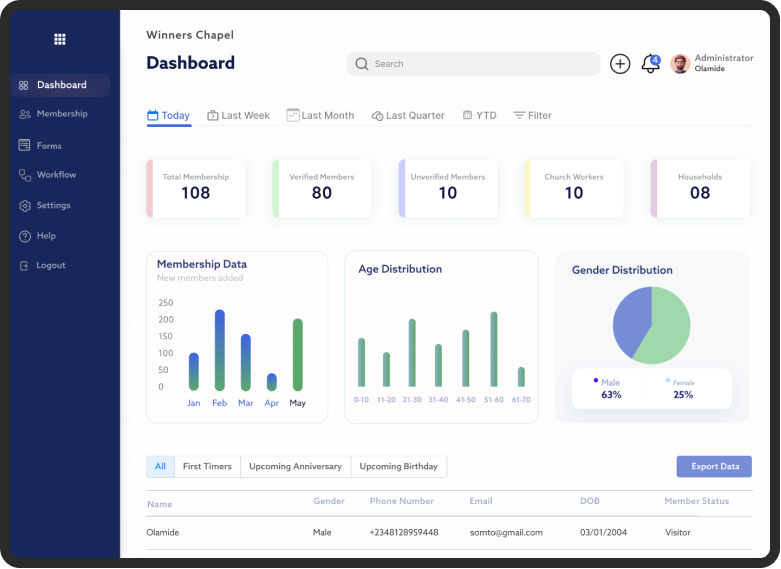 Winners Chapel
Dashboard
Search
4
Administrator
Olamide
Dashboard
Membership
Forms
Workflow
Settings
Help
Logout
Today Last Week Last Month Last Quarter YTD Filter
Total Membership
108
Verified Members
80
Unverified Members
10
Church Workers
10
Households
08
Membership Data
New members added
250
200
150
100
50
0
Jan Feb Mar Apr May
Age Distribution
0-10 11-20 21-30 31-40 41-50 51-60 61-70
Gender Distribution
Male
63%
Female
25%
All First Timers Upcoming Anniversary Upcoming Birthday
Export Data
Name Gender Phone Number Email DOB Member Status
Olamide Male +2348128959448 somto@gmail.com 03/01/2004 Visitor